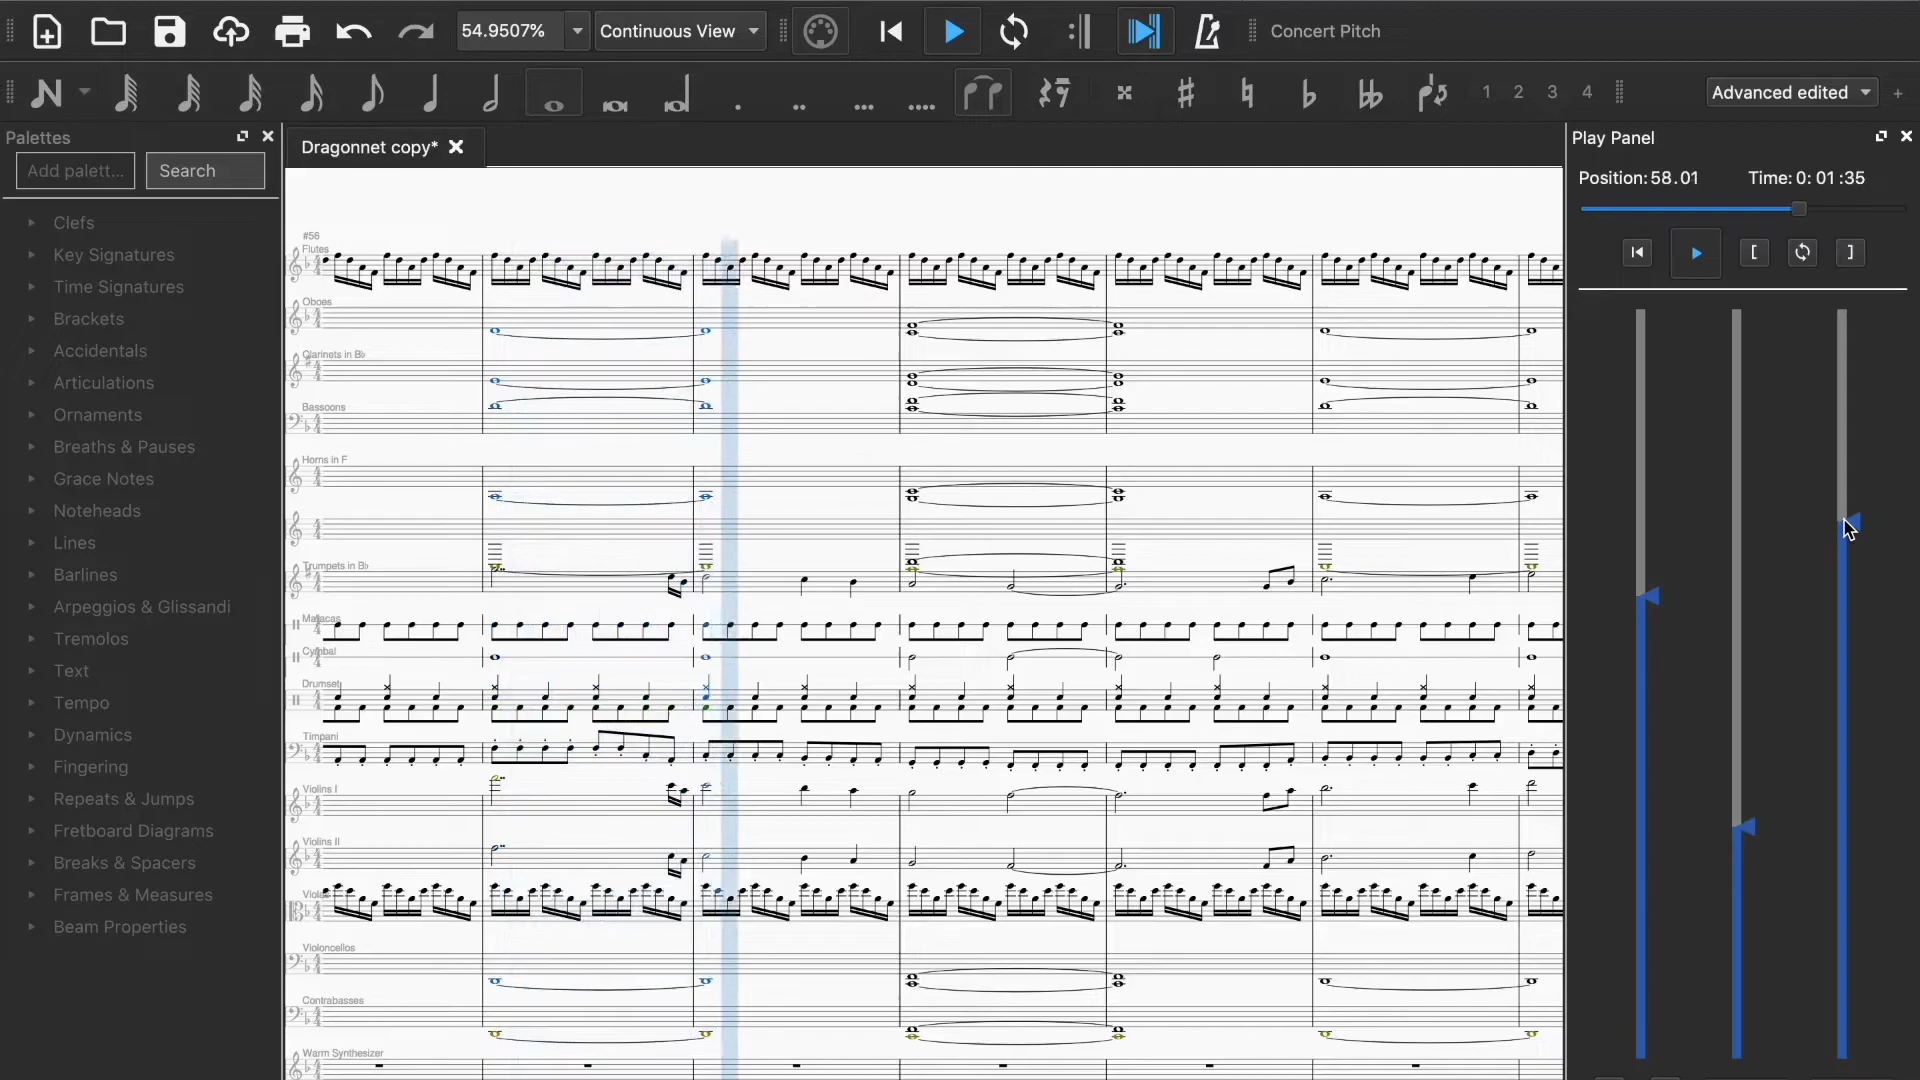 54.9507%
Continuous View
Concert Pitch
1 2 3 4
Advanced edited
+
Palettes
Add palett...
Search
Clefs
Key Signatures
Time Signatures
Brackets
Accidentals
Articulations
Ornaments
Breaths & Pauses
Grace Notes
Noteheads
Lines
Barlines
Arpeggios & Glissandi
Tremolos
Text
Tempo
Dynamics
Fingering
Repeats & Jumps
Fretboard Diagrams
Breaks & Spacers
Frames & Measures
Beam Properties
Dragonnet copy*
#56
Flutes
Oboes
Clarinets in B♭
Bassoons
Horns in F
Trumpets in B♭
Maracas
Cymbal
Drumset
Timpani
Violins I
Violins II
Violoncellos
Contrabasses
Warm Synthesizer
Play Panel
Position: 58.01
Time: 0: 01 :35
[
]